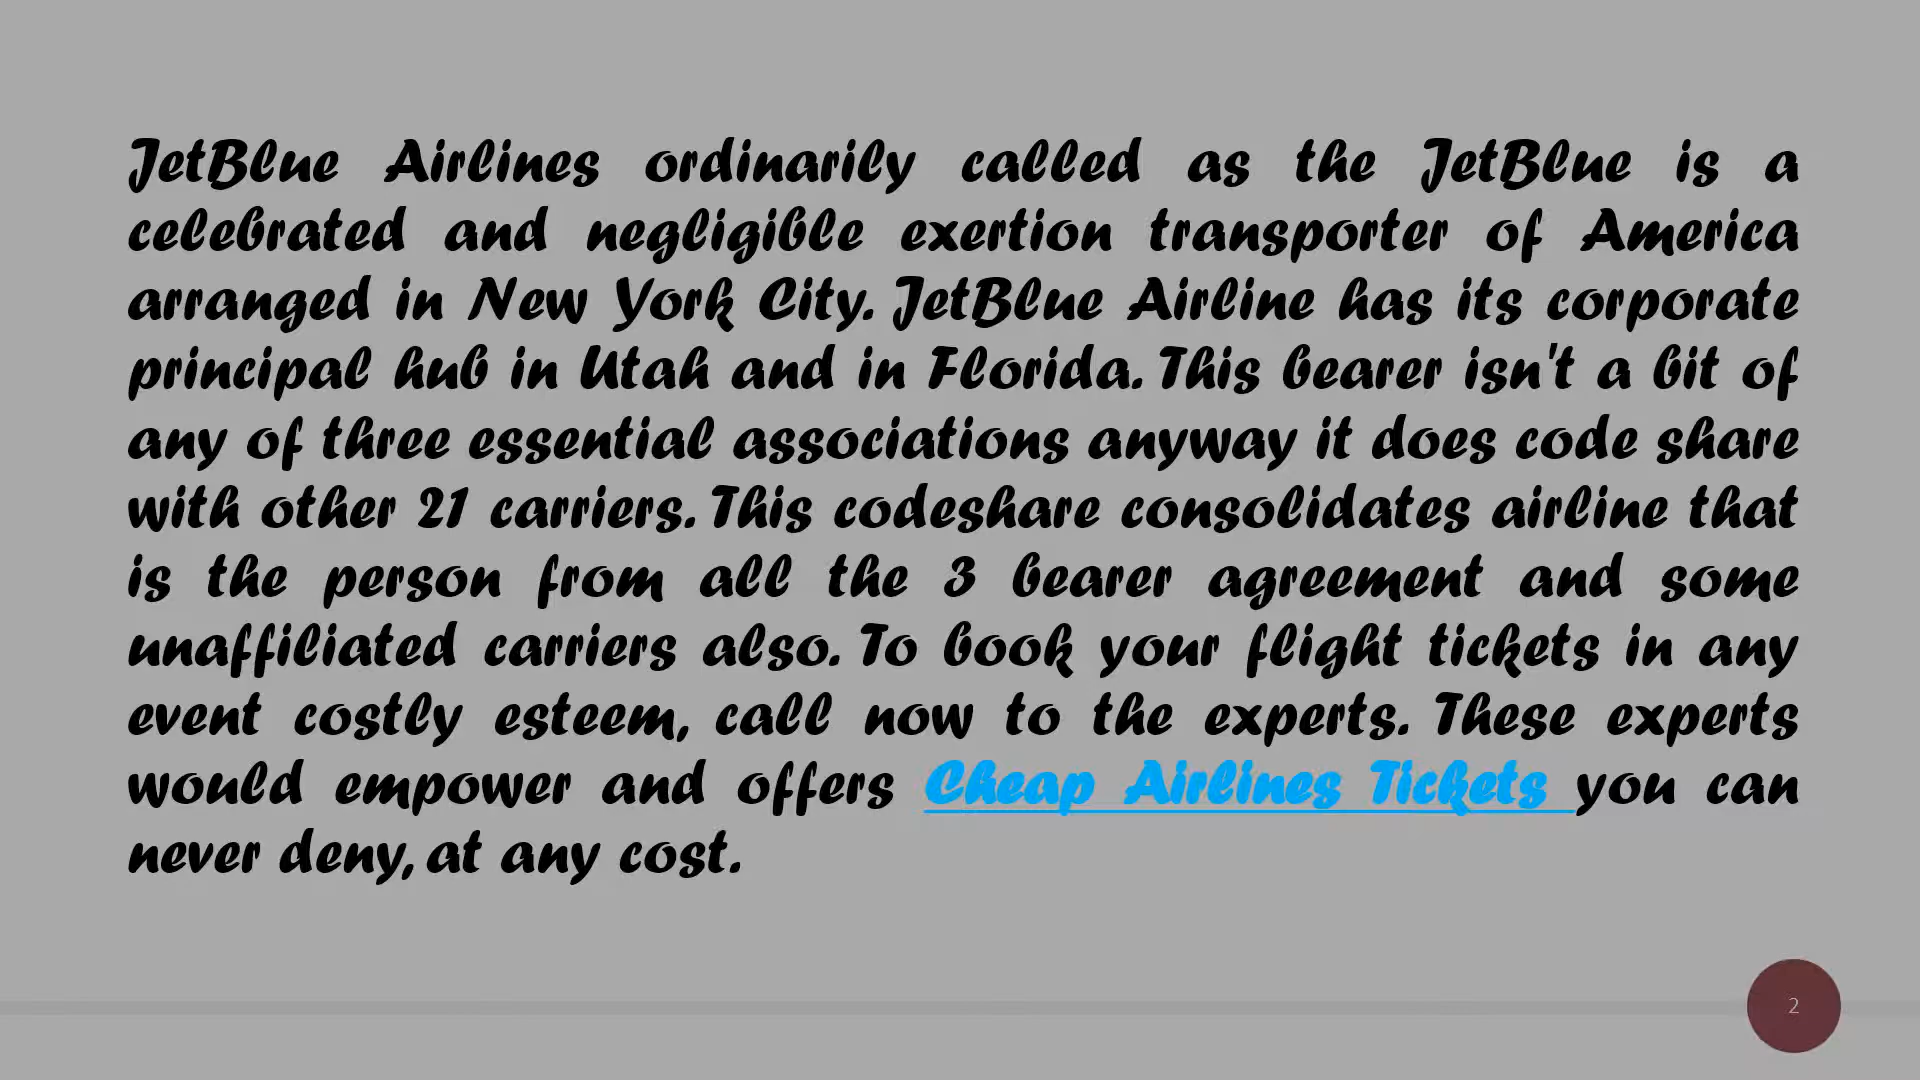 JetBlue Airlines ordinarily called as the JetBlue is a
celebrated and negligible exertion transporter of America
arranged in New York City. JetBlue Airline has its corporate
principal hub in Utah and in Florida. This bearer isn't a bit of
any of three essential associations anyway it does code share
with other 21 carriers. This codeshare consolidates airline that
is the person from all the 3 bearer agreement and some
unaffiliated carriers also. To book your flight tickets in any
event costly esteem, call now to the experts. These experts
would empower and offers Cheap Airlines Tickets you can
never deny, at any cost.
2